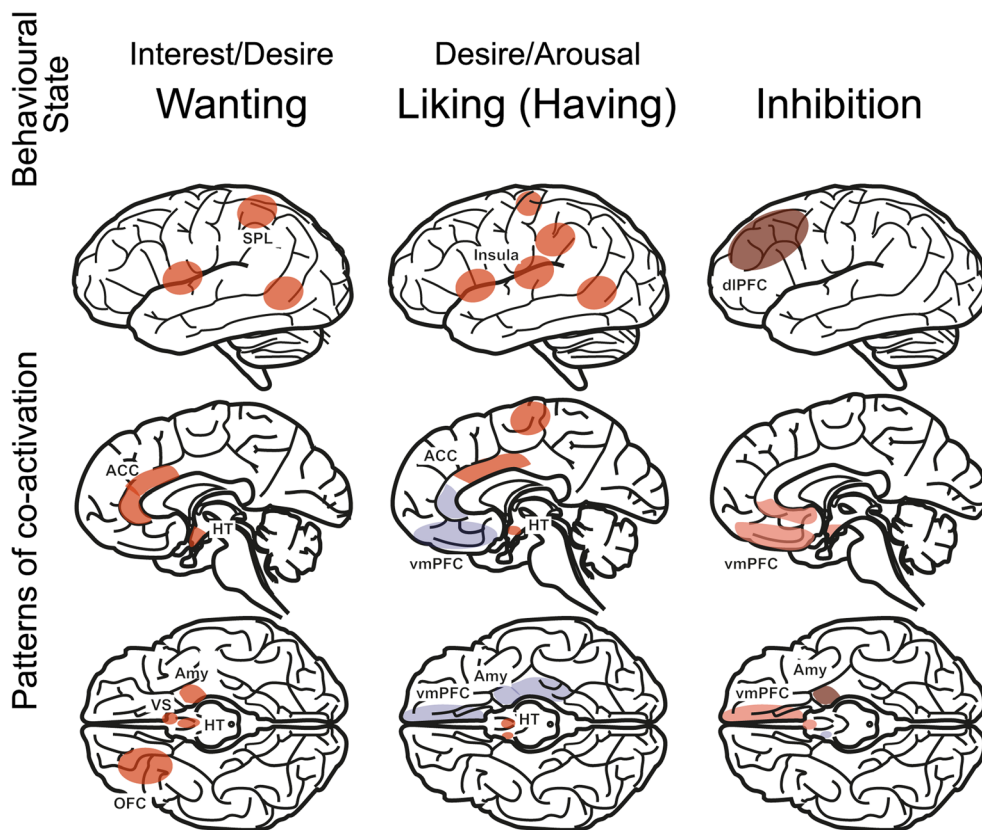 Behavioural
State
Interest/Desire
Wanting
Desire/Arousal
Liking (Having)
Inhibition
Patterns of co-activation
SPL
Insula
dlPFC
ACC
HT
ACC
HT
vmPFC
vmPFC
Amy
VS
HT
OFC
Amy
vmPFC
HT
Amy
vmPFC